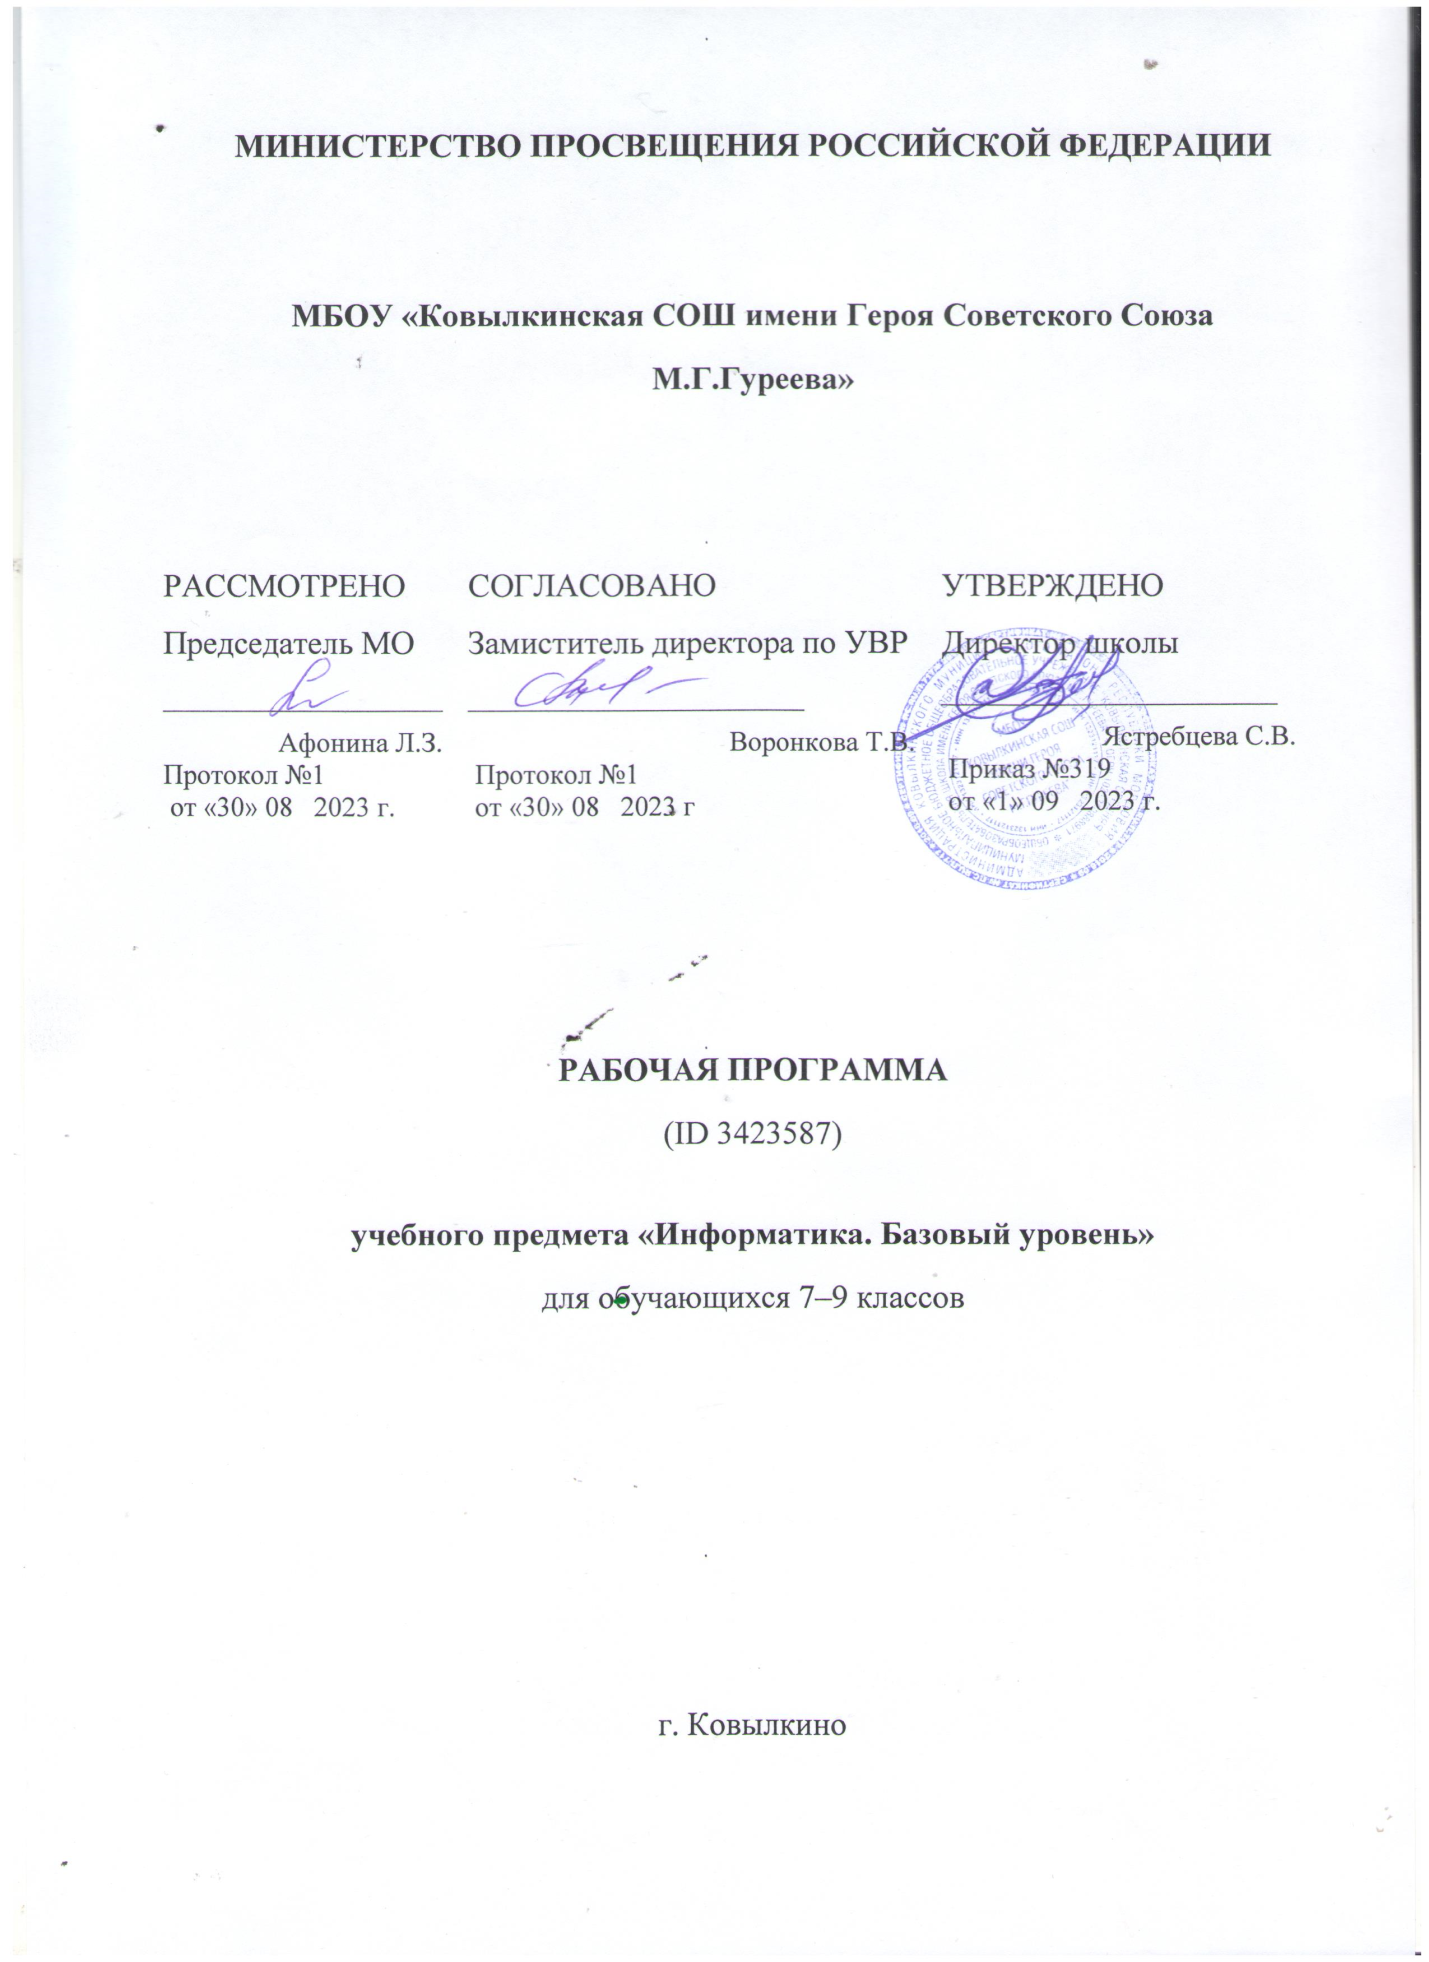 МИНИСТЕРСТВО ПРОСВЕЩЕНИЯ РОССИЙСКОЙ ФЕДЕРАЦИИ
МБОУ «Ковылкинская СОШ имени Героя Советского Союза
М.Г.Гуреева»
РАССМОТРЕНО
Председатель МО
Афонина Л.З.
Протокол №1
от «30» 08 2023 г.
СОГЛАСОВАНО
Замиститель директора по УВР
Воронкова Т.В.
Протокол №1
от «30» 08 2023 г
УТВЕРЖДЕНО
Директор школы
Ястребцева С.В.
Приказ №319
от «1» 09 2023 г.
РАБОЧАЯ ПРОГРАММА
(ID 3423587)
учебного предмета «Информатика. Базовый уровень»
для обучающихся 7–9 классов
г. Ковылкино